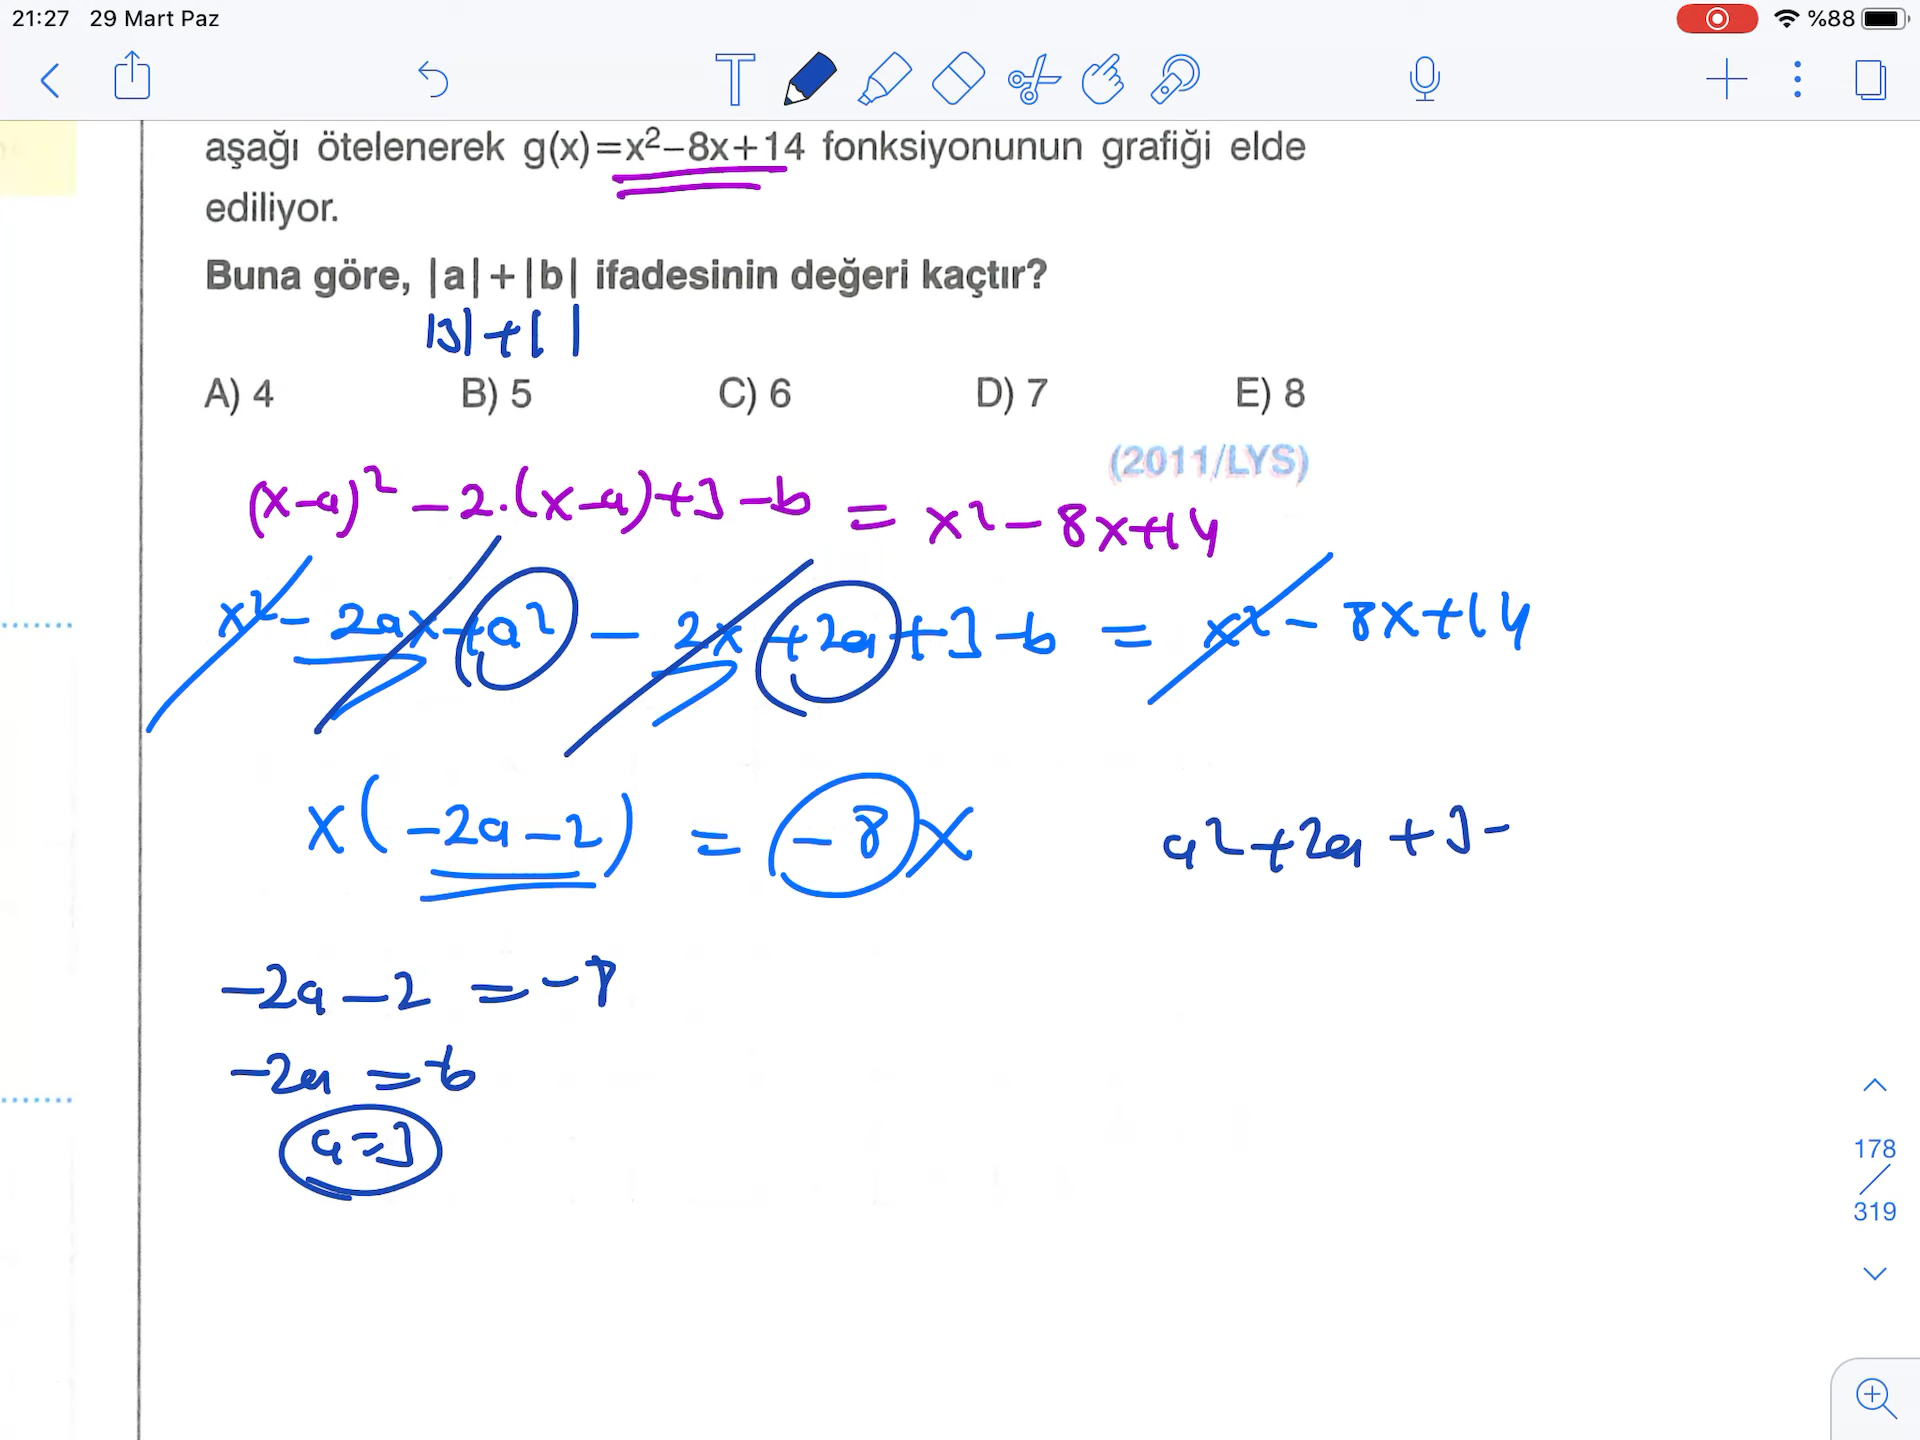 21:27 29 Mart Paz %88
aşağı ötelenerek g(x)=x²−8x+14 fonksiyonunun grafiği elde
ediliyor.
Buna göre, |a|+|b| ifadesinin değeri kaçtır?
|3|+| |
A) 4 B) 5 C) 6 D) 7 E) 8
(2011/LYS)
(x-a)² - 2.(x-a)+3-b = x²-8x+14
x²- 2ax+a² - 2x +2a+3-b = x²- 8x+14
x(-2a-2) = -8x a²+2a+3-
-2a-2 =-8
-2a =-6
a=3
178
319